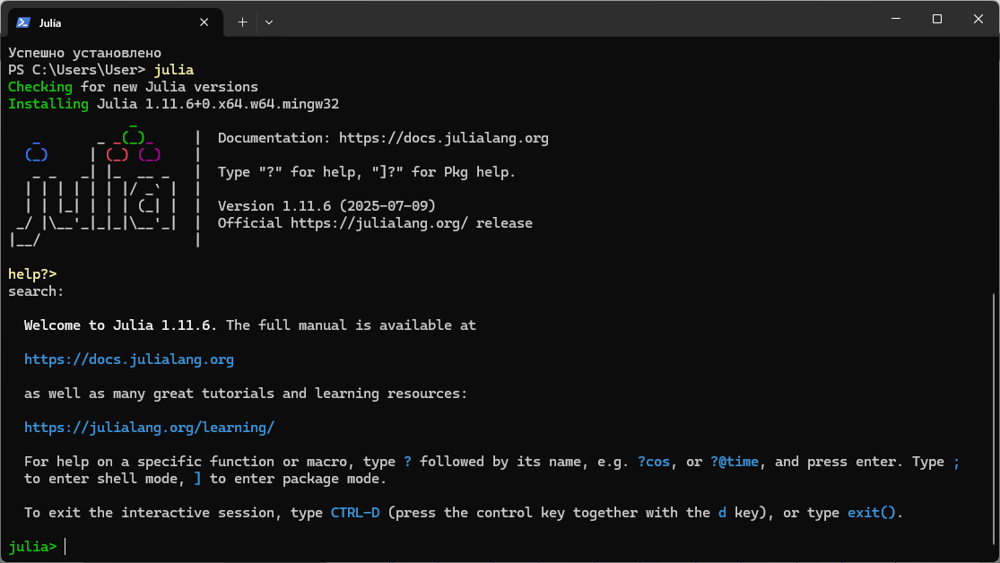 Julia
Успешно установлено
PS C:\Users\User> julia
Checking for new Julia versions
Installing Julia 1.11.6+0.x64.w64.mingw32
               _
   _       _ _(_)_     |  Documentation: https://docs.julialang.org
  (_)     | (_) (_)    |
   _ _   _| |_  __ _   |  Type "?" for help, "]?" for Pkg help.
  | | | | | | |/ _` |  |
  | | |_| | | | (_| |  |  Version 1.11.6 (2025-07-09)
 _/ |\__'_|_|_|\__'_|  |  Official https://julialang.org/ release
|__/                   |
help?>
search:
Welcome to Julia 1.11.6. The full manual is available at
https://docs.julialang.org
as well as many great tutorials and learning resources:
https://julialang.org/learning/
For help on a specific function or macro, type ? followed by its name, e.g. ?cos, or ?@time, and press enter. Type ;
to enter shell mode, ] to enter package mode.
To exit the interactive session, type CTRL-D (press the control key together with the d key), or type exit().
julia>